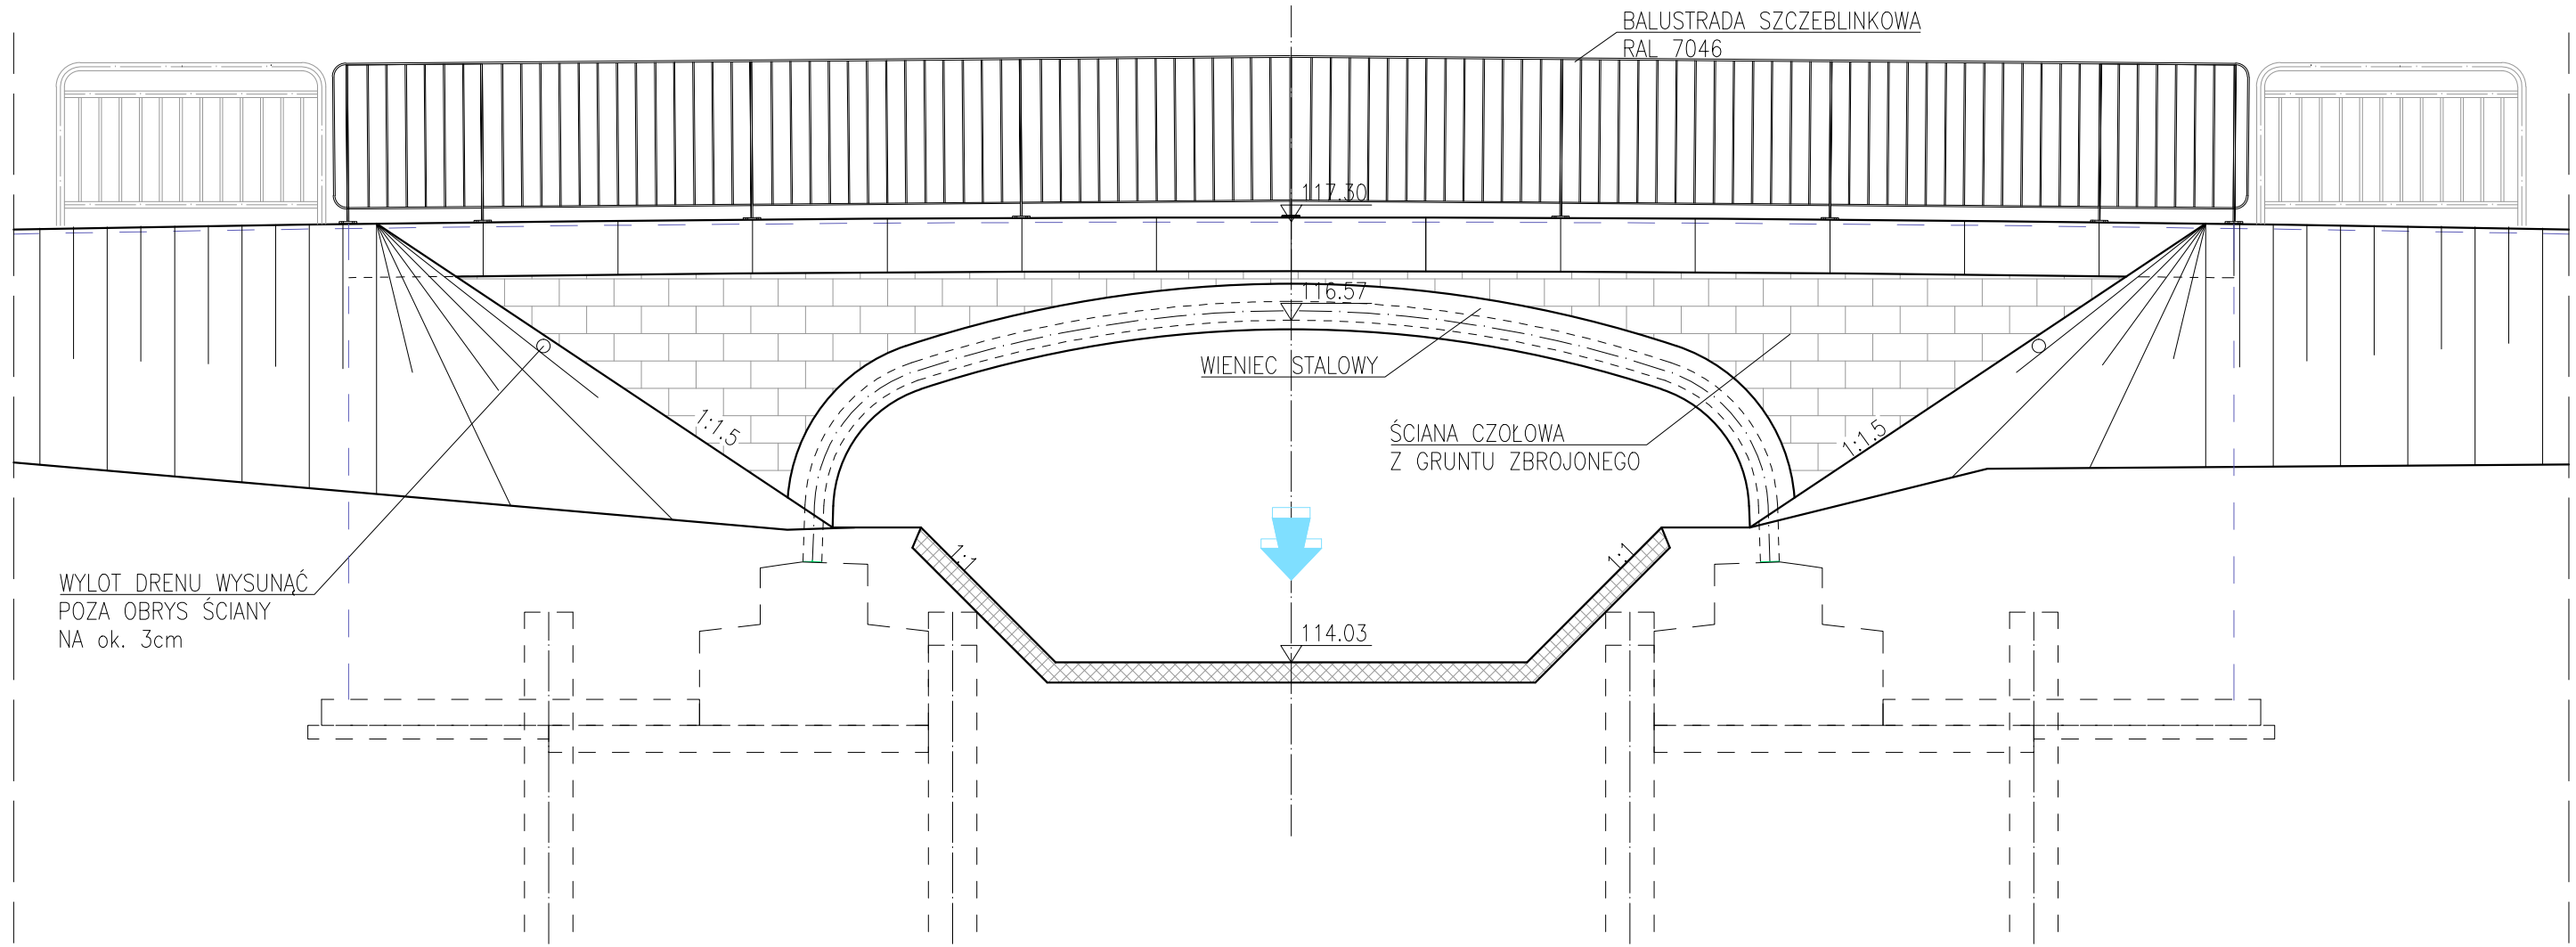 BALUSTRADA SZCZEBLINKOWA
RAL 7046
117.30
116.57
WIENIEC STALOWY
1:1.5
ŚCIANA CZOŁOWA
Z GRUNTU ZBROJONEGO
1:1.5
1:1
1:1
WYLOT DRENU WYSUNĄĆ
POZA OBRYS ŚCIANY
NA ok. 3cm
114.03